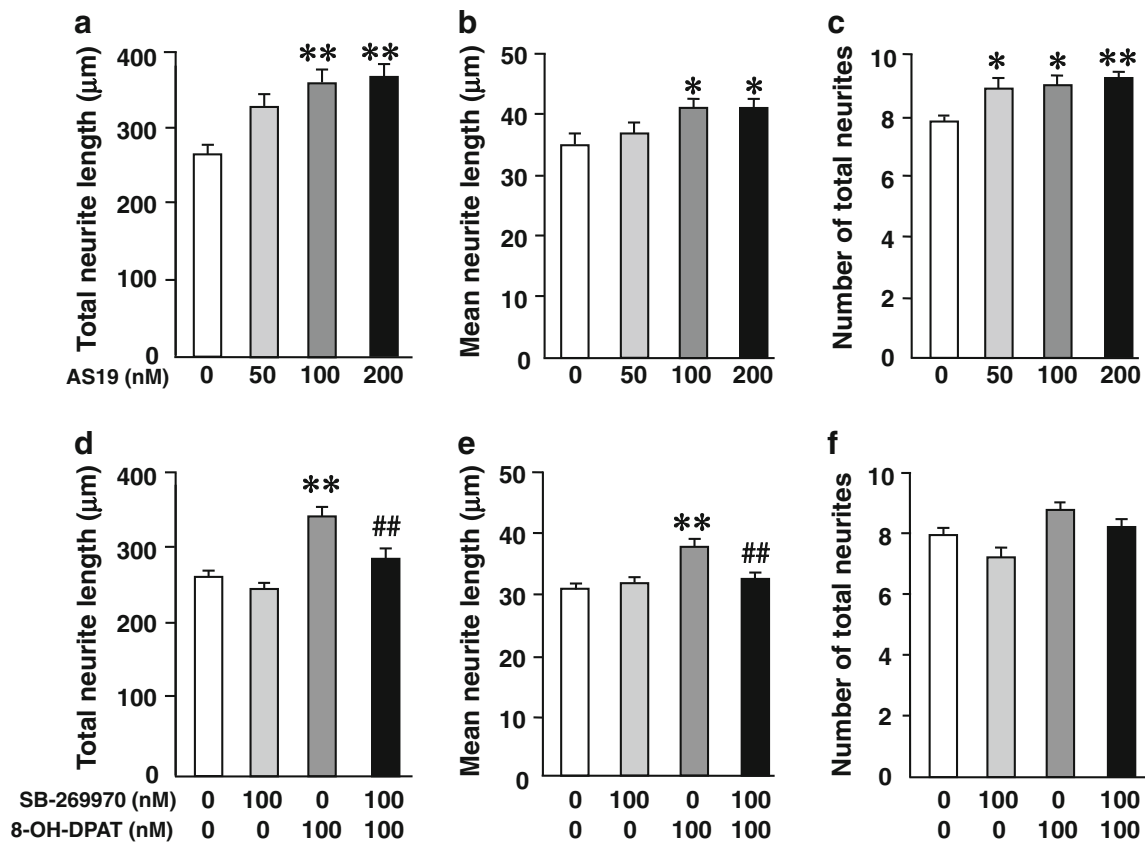 a
Total neurite length (μm)
400
300
200
100
0
** **
AS19 (nM) 0 50 100 200
b
Mean neurite length (μm)
50
40
30
20
10
0
* *
0 50 100 200
c
Number of total neurites
10
8
6
4
2
0
* * **
0 50 100 200
d
Total neurite length (μm)
400
300
200
100
0
**
##
SB-269970 (nM) 0 100 0 100
8-OH-DPAT (nM) 0 0 100 100
e
Mean neurite length (μm)
50
40
30
20
10
0
**
##
0 100 0 100
0 0 100 100
f
Number of total neurites
10
8
6
4
2
0
0 100 0 100
0 0 100 100